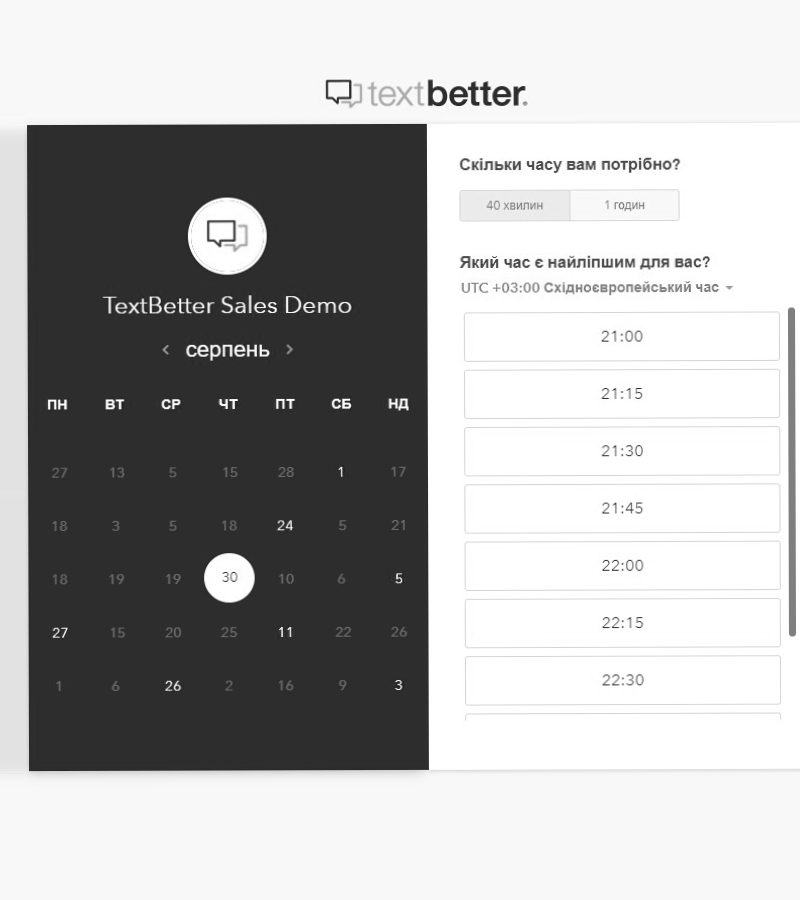 textbetter.
TextBetter Sales Demo
серпень
ПН ВТ СР ЧТ ПТ СБ НД
27 13 5 15 28 1 17
18 3 5 18 24 5 21
18 19 19 30 10 6 5
27 15 20 25 11 22 26
1 6 26 2 16 9 3
Скільки часу вам потрібно?
40 хвилин 1 годин
Який час є найліпшим для вас?
UTC +03:00 Східноєвропейський час
21:00
21:15
21:30
21:45
22:00
22:15
22:30